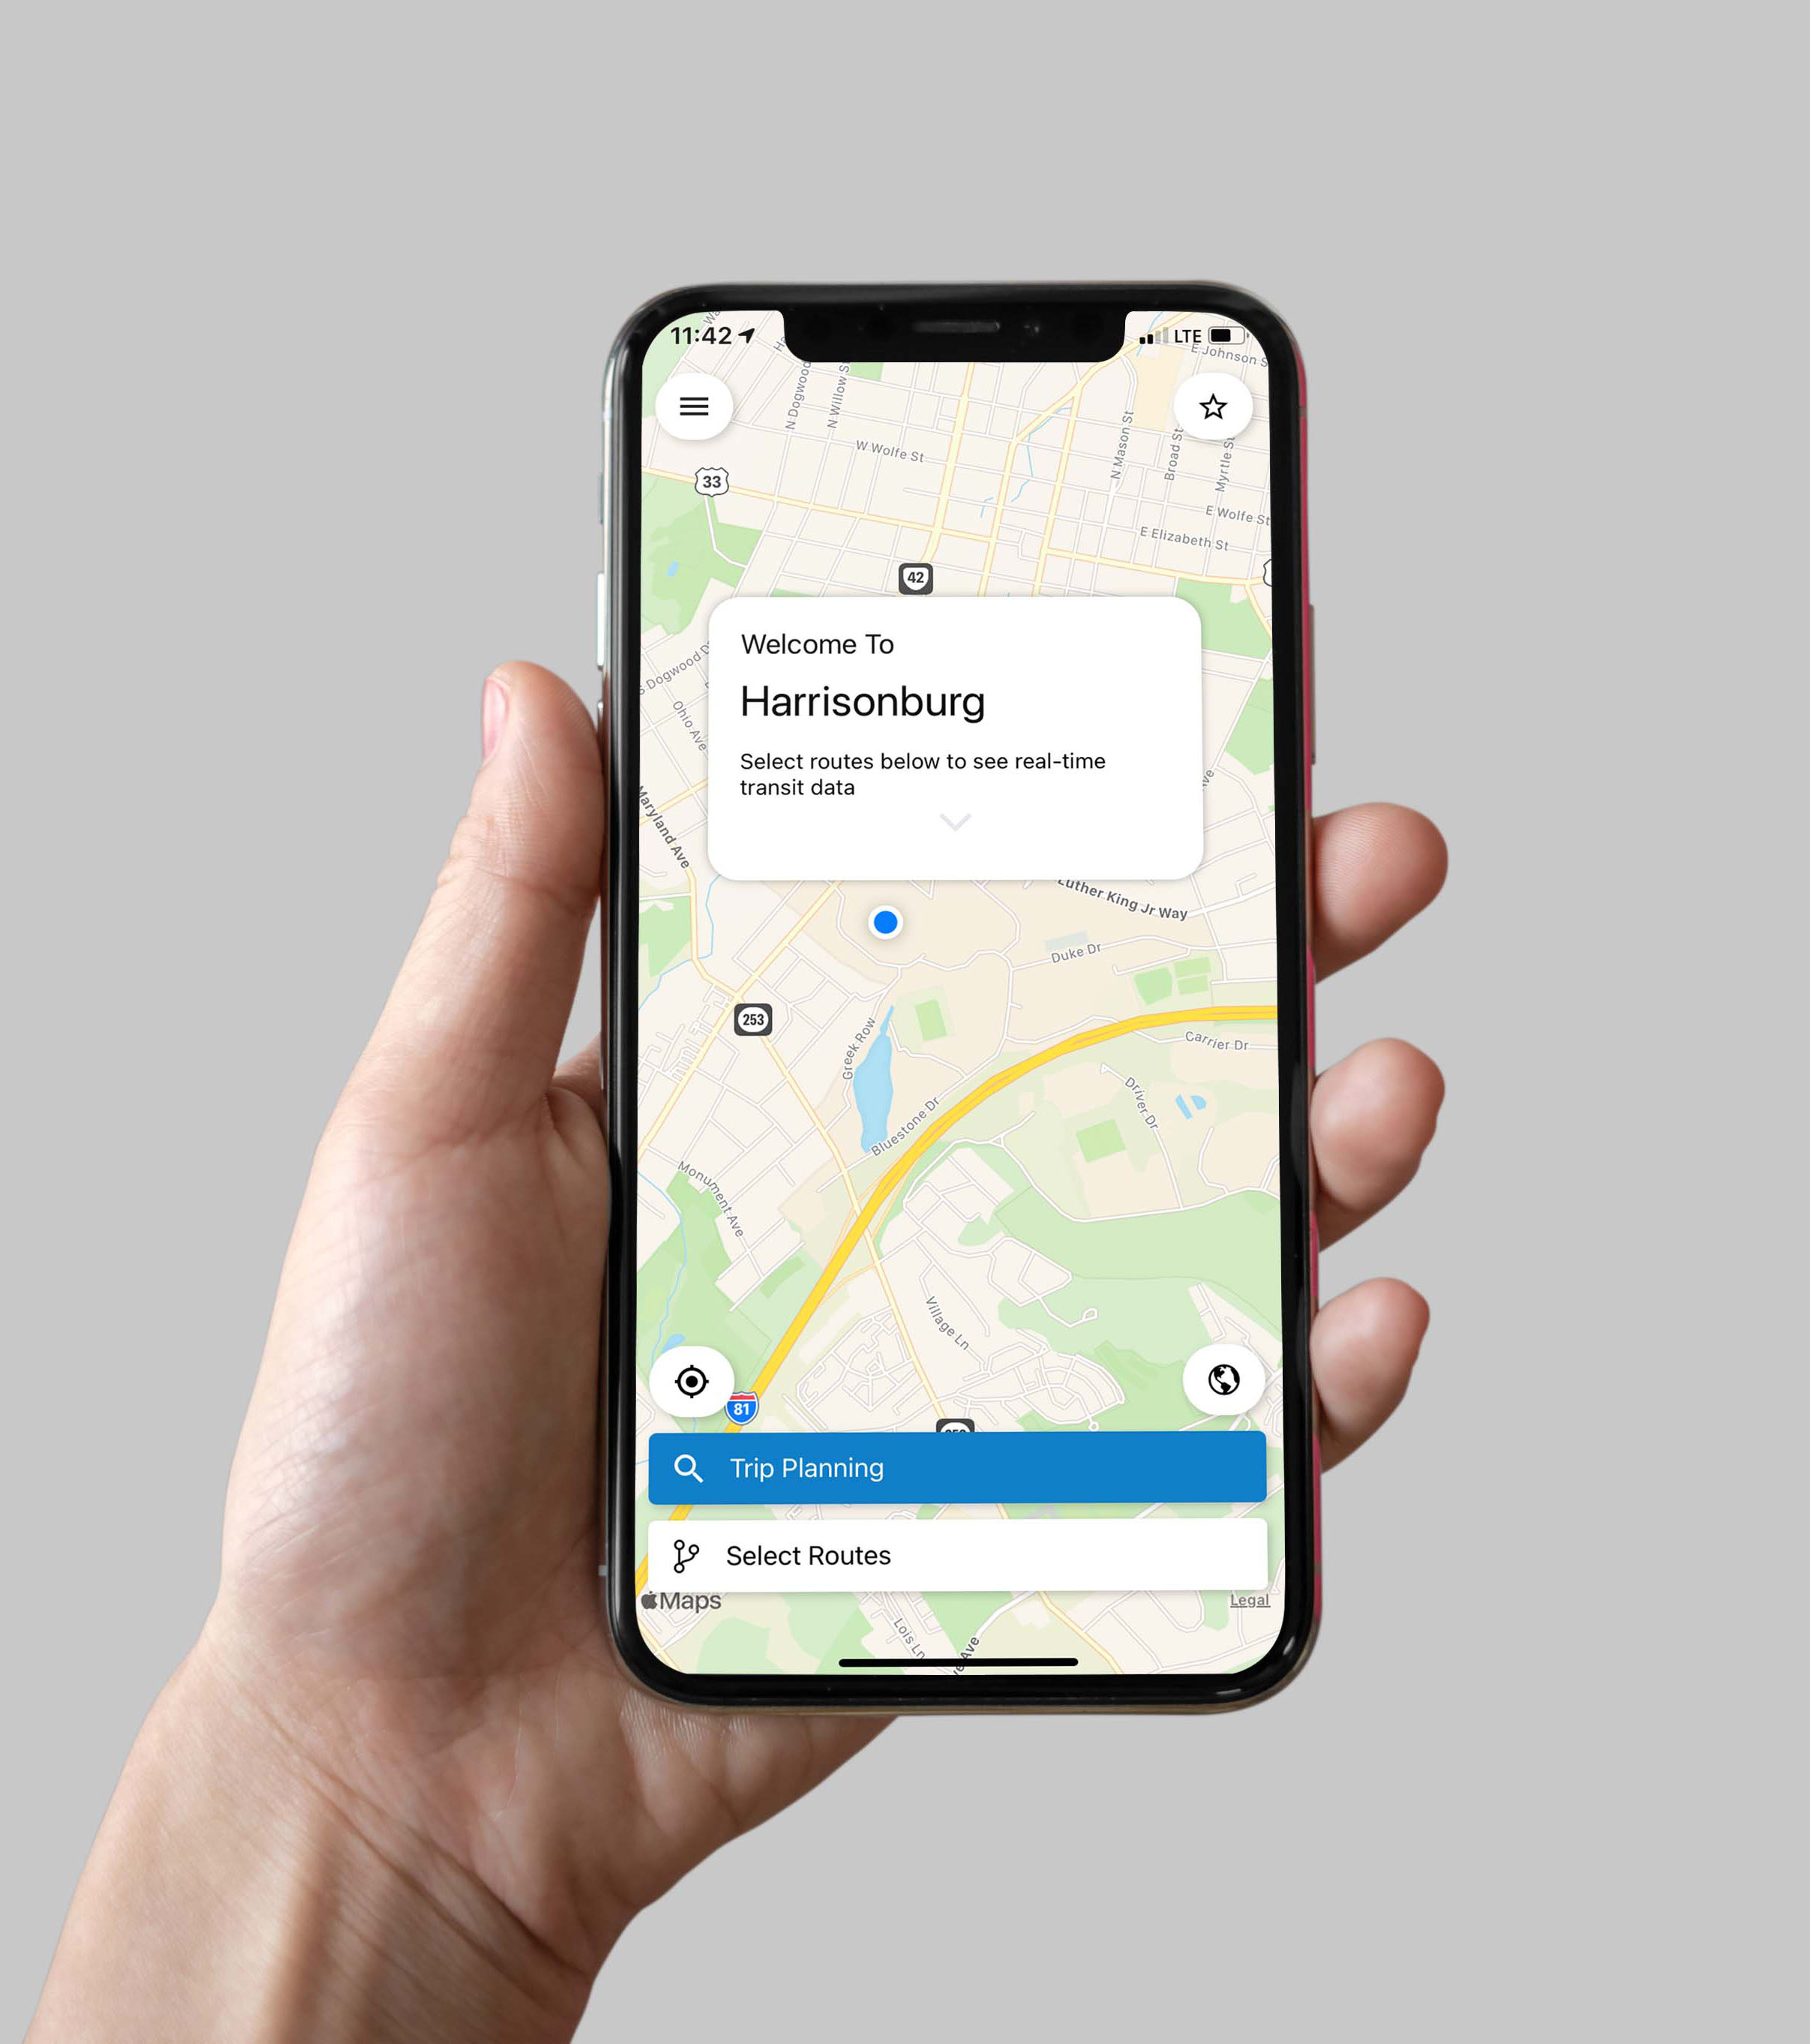 11:42
LTE
E Johnson S
N Dogwood
N Willow S
W Wolfe St
N Mason St
Broad St
Myrtle St
33
E Wolfe St
E Elizabeth St
42
Welcome To
Harrisonburg
Select routes below to see real-time
transit data
S Dogwood D
Ohio Ave
Maryland Ave
Luther King Jr Way
Duke Dr
253
Greek Row
Carrier Dr
Driver Dr
Bluestone Dr
Monument Ave
Village Ln
81
Trip Planning
Select Routes
Maps
Legal
Lois Ln
Ave